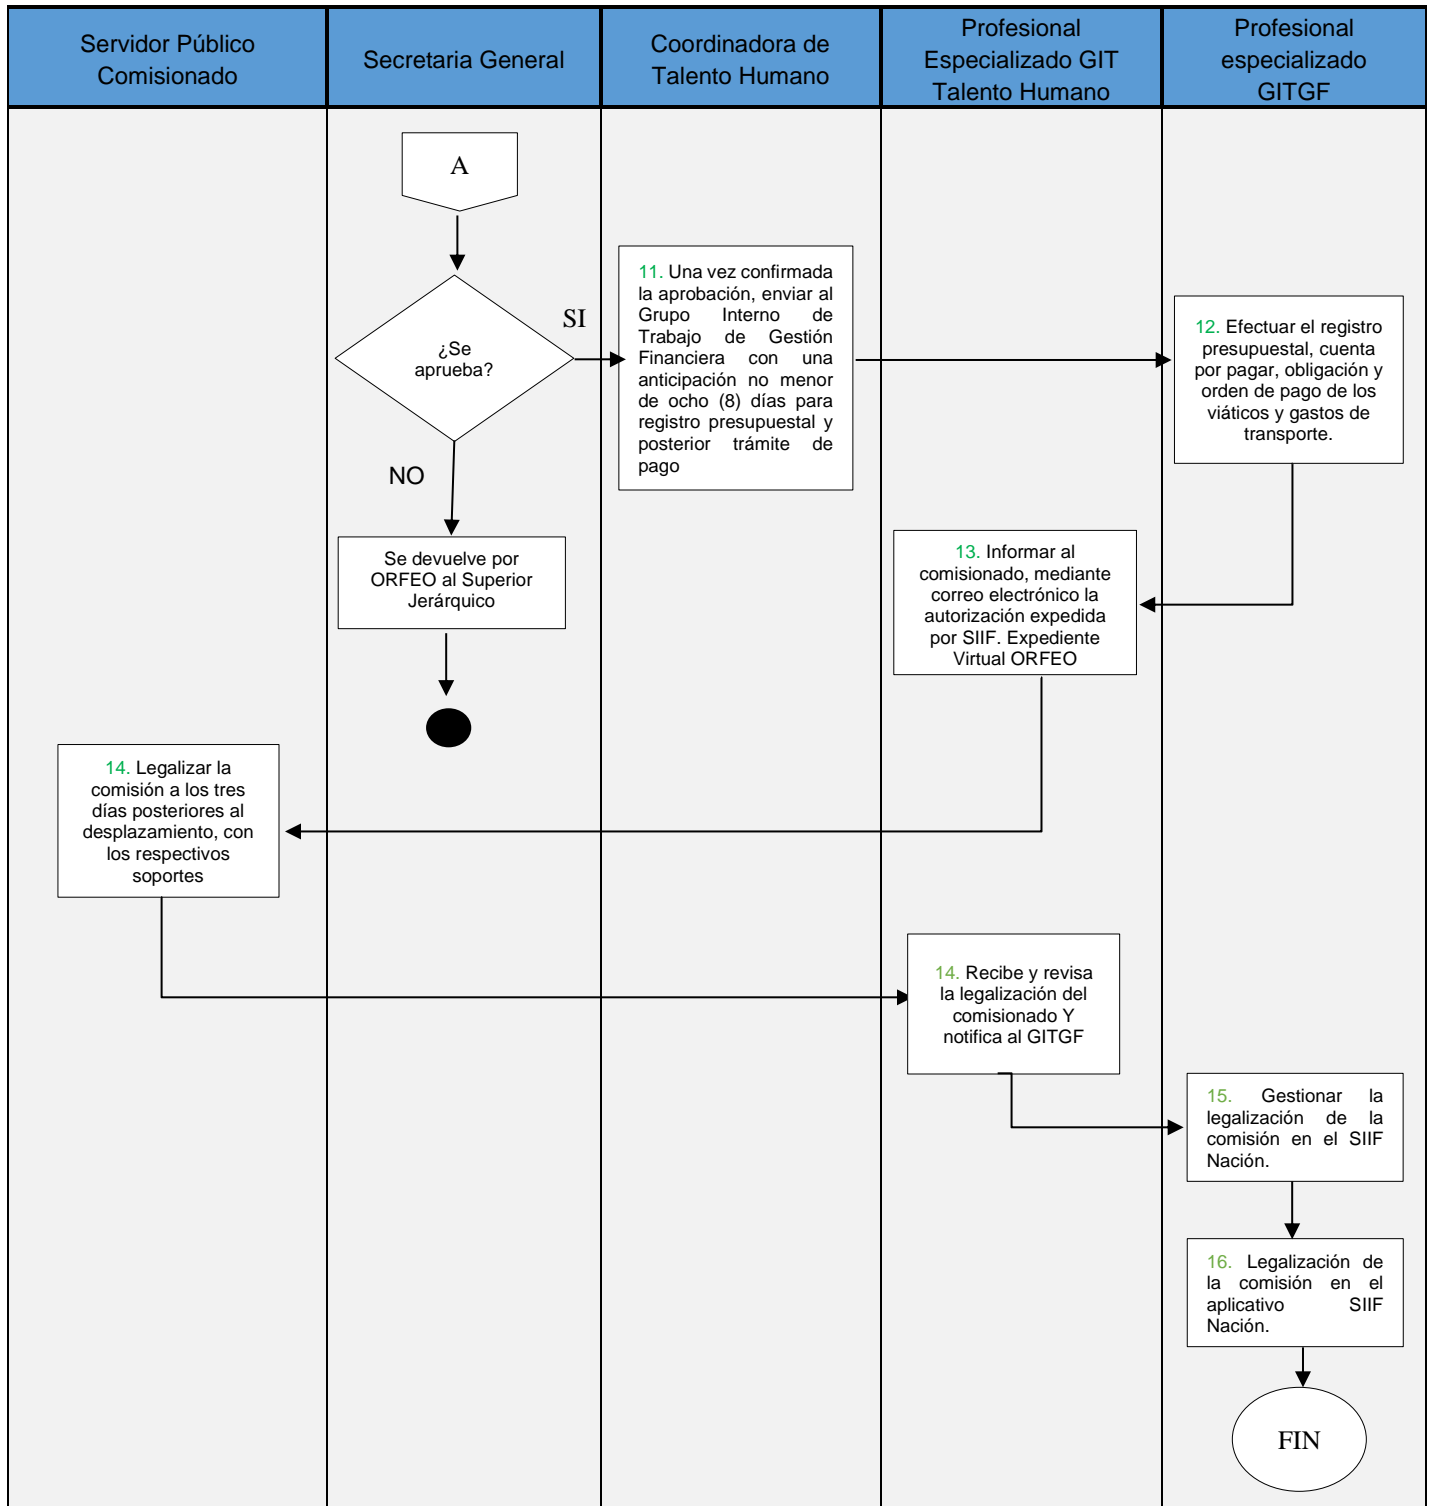 Servidor Público
Comisionado
Secretaria General
Coordinadora de
Talento Humano
Profesional
Especializado GIT
Talento Humano
Profesional
especializado
GITGF
A
¿Se
aprueba?
SI
NO
11. Una vez confirmada
la aprobación, enviar al
Grupo Interno de
Trabajo de Gestión
Financiera con una
anticipación no menor
de ocho (8) días para
registro presupuestal y
posterior trámite de
pago
12. Efectuar el registro
presupuestal, cuenta
por pagar, obligación y
orden de pago de los
viáticos y gastos de
transporte.
Se devuelve por
ORFEO al Superior
Jerárquico
13. Informar al
comisionado, mediante
correo electrónico la
autorización expedida
por SIIF. Expediente
Virtual ORFEO
14. Legalizar la
comisión a los tres
días posteriores al
desplazamiento, con
los respectivos
soportes
14. Recibe y revisa
la legalización del
comisionado Y
notifica al GITGF
15. Gestionar la
legalización de la
comisión en el SIIF
Nación.
16. Legalización de
la comisión en el
aplicativo SIIF
Nación.
FIN